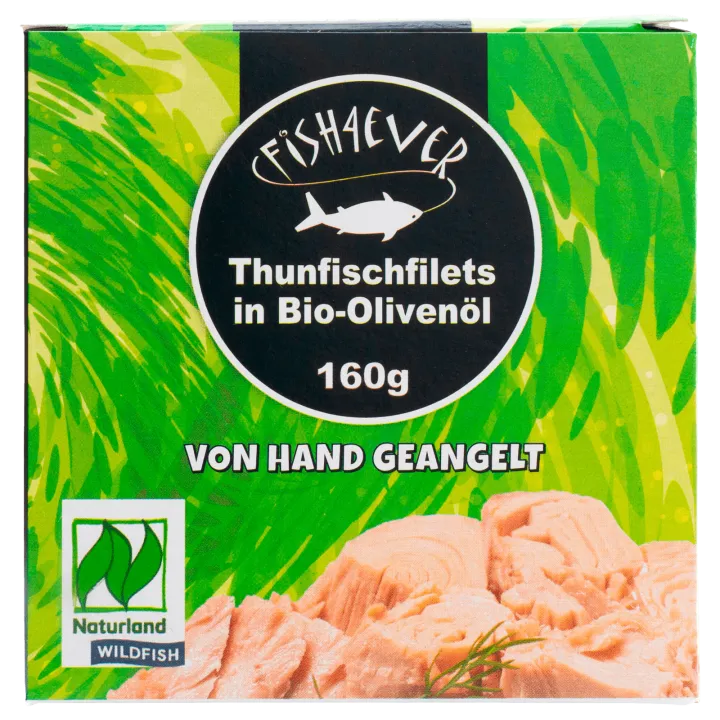 FiSH4EVER
Thunfischfilets
in Bio-Olivenöl
160g
VON HAND GEANGELT
Naturland
WILDFISH